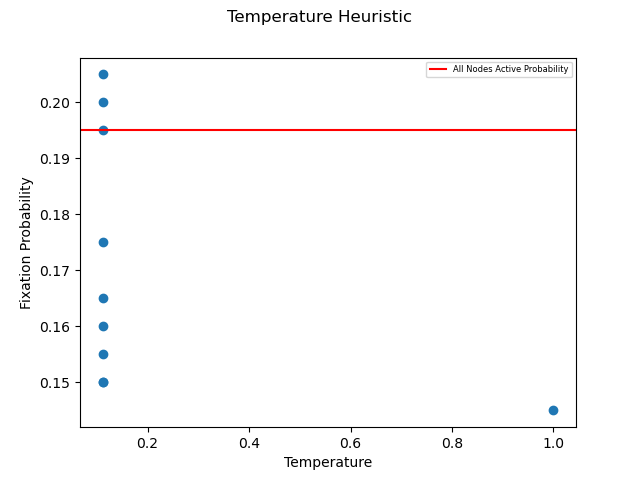 Temperature Heuristic
All Nodes Active Probability
0.20
0.19
0.18
0.17
0.16
0.15
Fixation Probability
0.2
0.4
0.6
0.8
1.0
Temperature